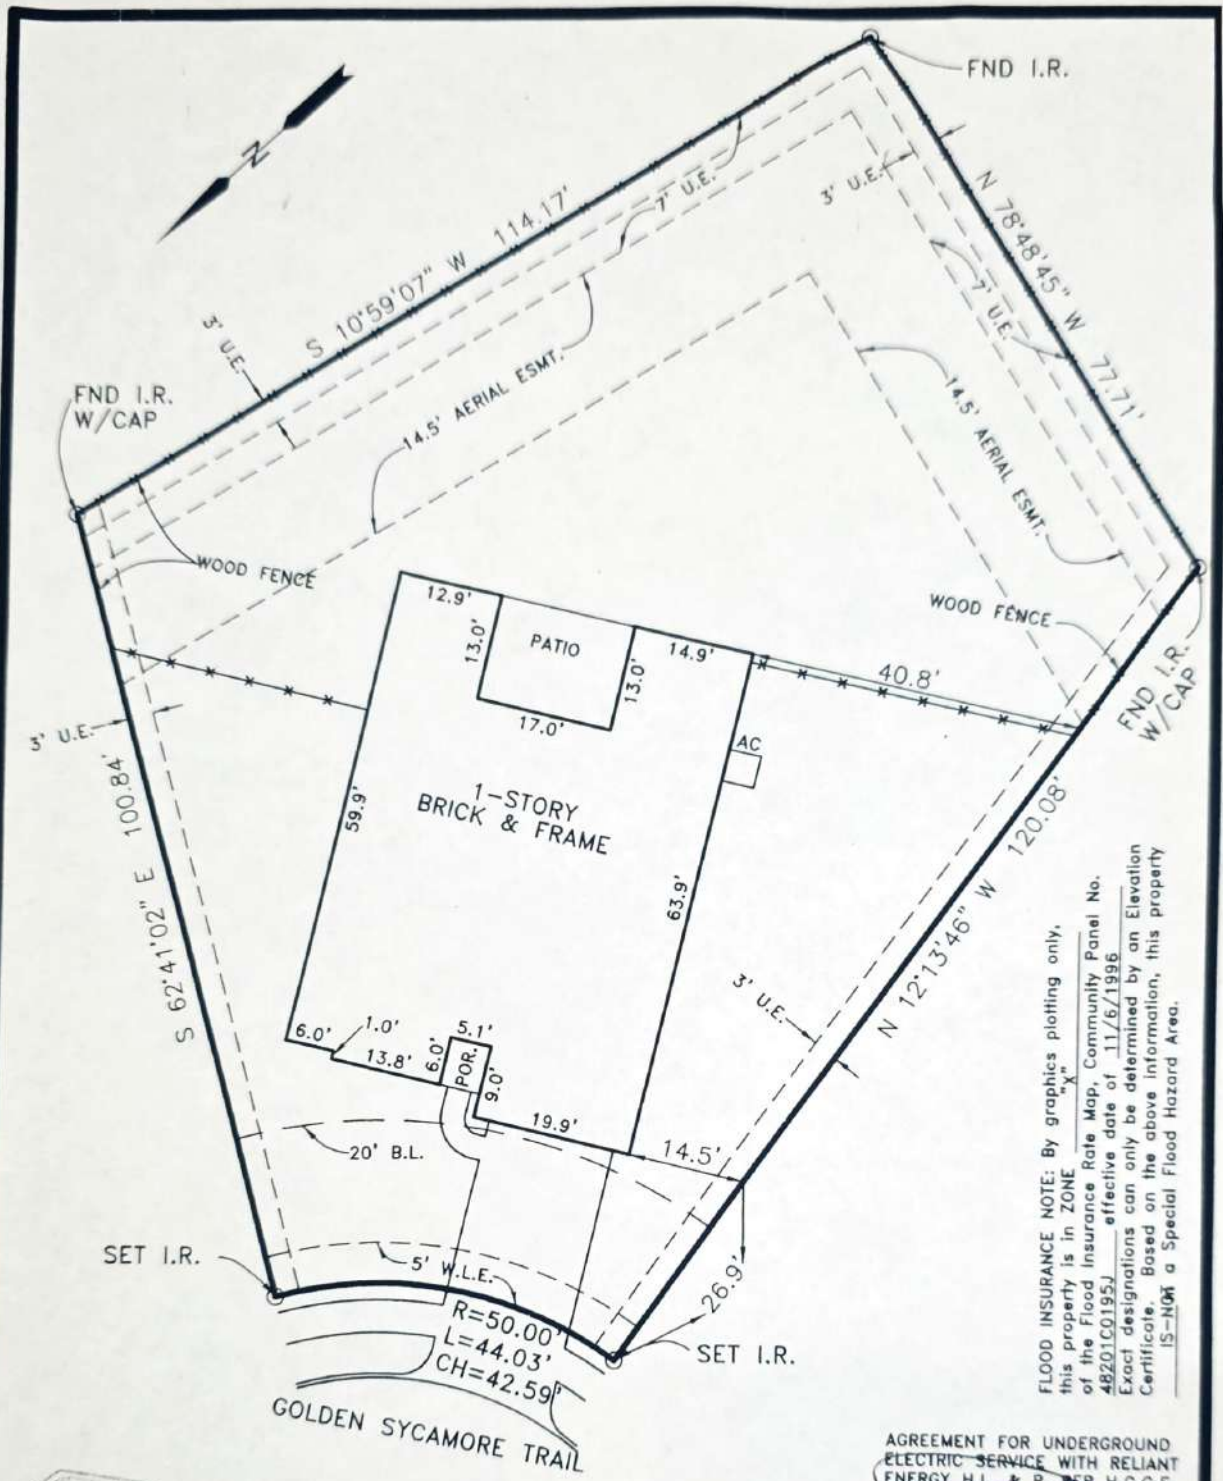 FND I.R.
N
7' U.E.
3' U.E.
N 78°48'45" W 77.71'
S 10°59'07" W 114.17'
7' U.E.
3' U.E.
14.5' AERIAL ESMT.
14.5' AERIAL ESMT.
FND I.R.
W/CAP
WOOD FENCE
WOOD FENCE
12.9'
13.0'
PATIO
13.0'
14.9'
17.0'
40.8'
FND I.R.
W/CAP
3' U.E.
AC
S 62°41'02" E 100.84'
59.9'
1-STORY
BRICK & FRAME
63.9'
N 12°13'46" W 120.08'
3' U.E.
6.0'
1.0'
13.8'
6.0'
5.1'
POR.
9.0'
19.9'
14.5'
20' B.L.
26.9'
SET I.R.
5' W.L.E.
R=50.00'
L=44.03'
CH=42.59'
SET I.R.
GOLDEN SYCAMORE TRAIL
FLOOD INSURANCE NOTE: By graphics plotting only,
this property is in ZONE "X"
of the Flood Insurance Rate Map, Community Panel No.
48201C0195J effective date of 11/6/1996
Exact designations can only be determined by an Elevation
Certificate. Based on the above information, this property
IS-NOT a Special Flood Hazard Area.
AGREEMENT FOR UNDERGROUND
ELECTRIC SERVICE WITH RELIANT
ENERGY H.L. & P. PER H.